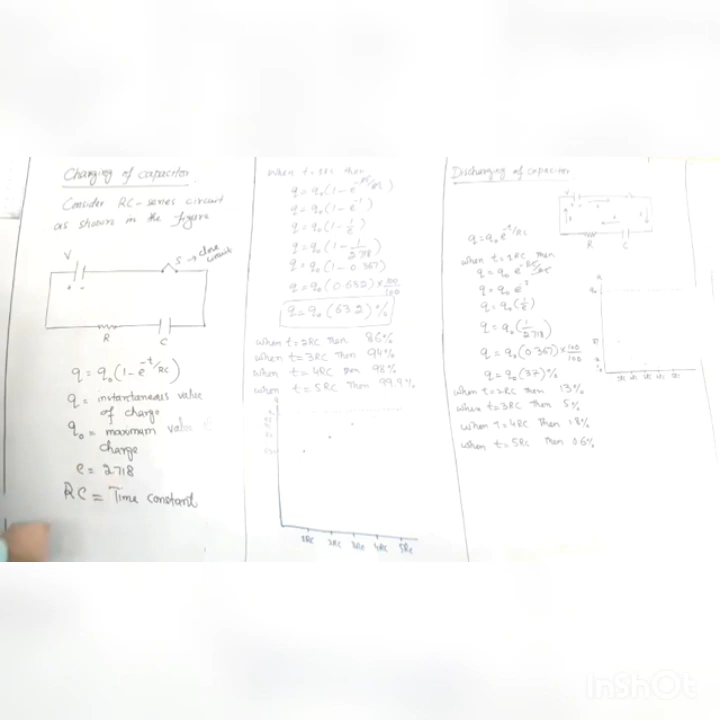 Charging of capacitor
Consider RC-series circuit
as shown in the figure
V
S → close
circuit
R
C
q = q₀(1 - e^-t/RC)
q = instantaneous value
of charge
q₀ = maximum value
charge
e = 2.718
RC = Time constant
when t=1RC then
q = q₀(1 - e^-RC/RC)
q = q₀(1 - e^-1)
q = q₀(1 - 1/e)
q = q₀(1 - 1/2.718)
q = q₀(1 - 0.367)
q = q₀(0.632) × 100/100
q = q₀(63.2)%
when t=2RC Then 86%
when t=3RC Then 94%
when t=4RC then 98%
when t=5RC Then 99.9%
q
1RC 2RC 3RC 4RC 5RC
Discharging of capacitor
V
R
C
q = q₀e^-t/RC
when t=1RC then
q = q₀ e^-RC/RC
q = q₀(1/e)
q = q₀(1/2.718)
q = q₀(0.367) × 100/100
q = q₀(37)%
when t=2RC Then 13%
when t=3RC Then 5%
when t=4RC Then 1.8%
when t=5RC Then 0.6%
InShOt